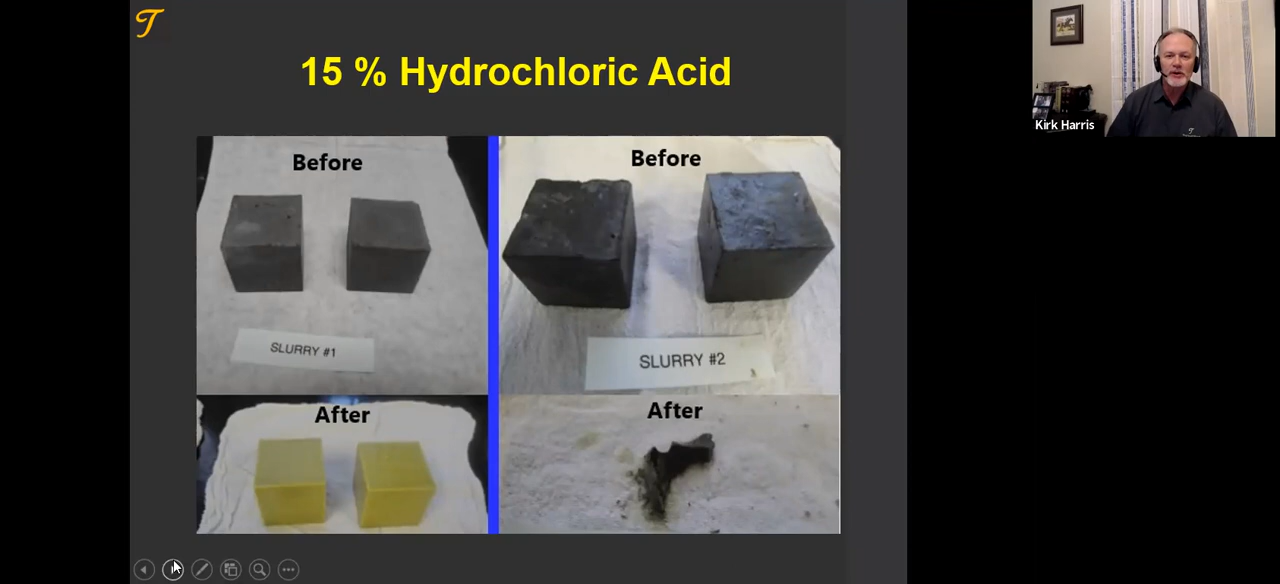 T
15 % Hydrochloric Acid
Kirk Harris
Before
Before
SLURRY #1
SLURRY #2
After
After